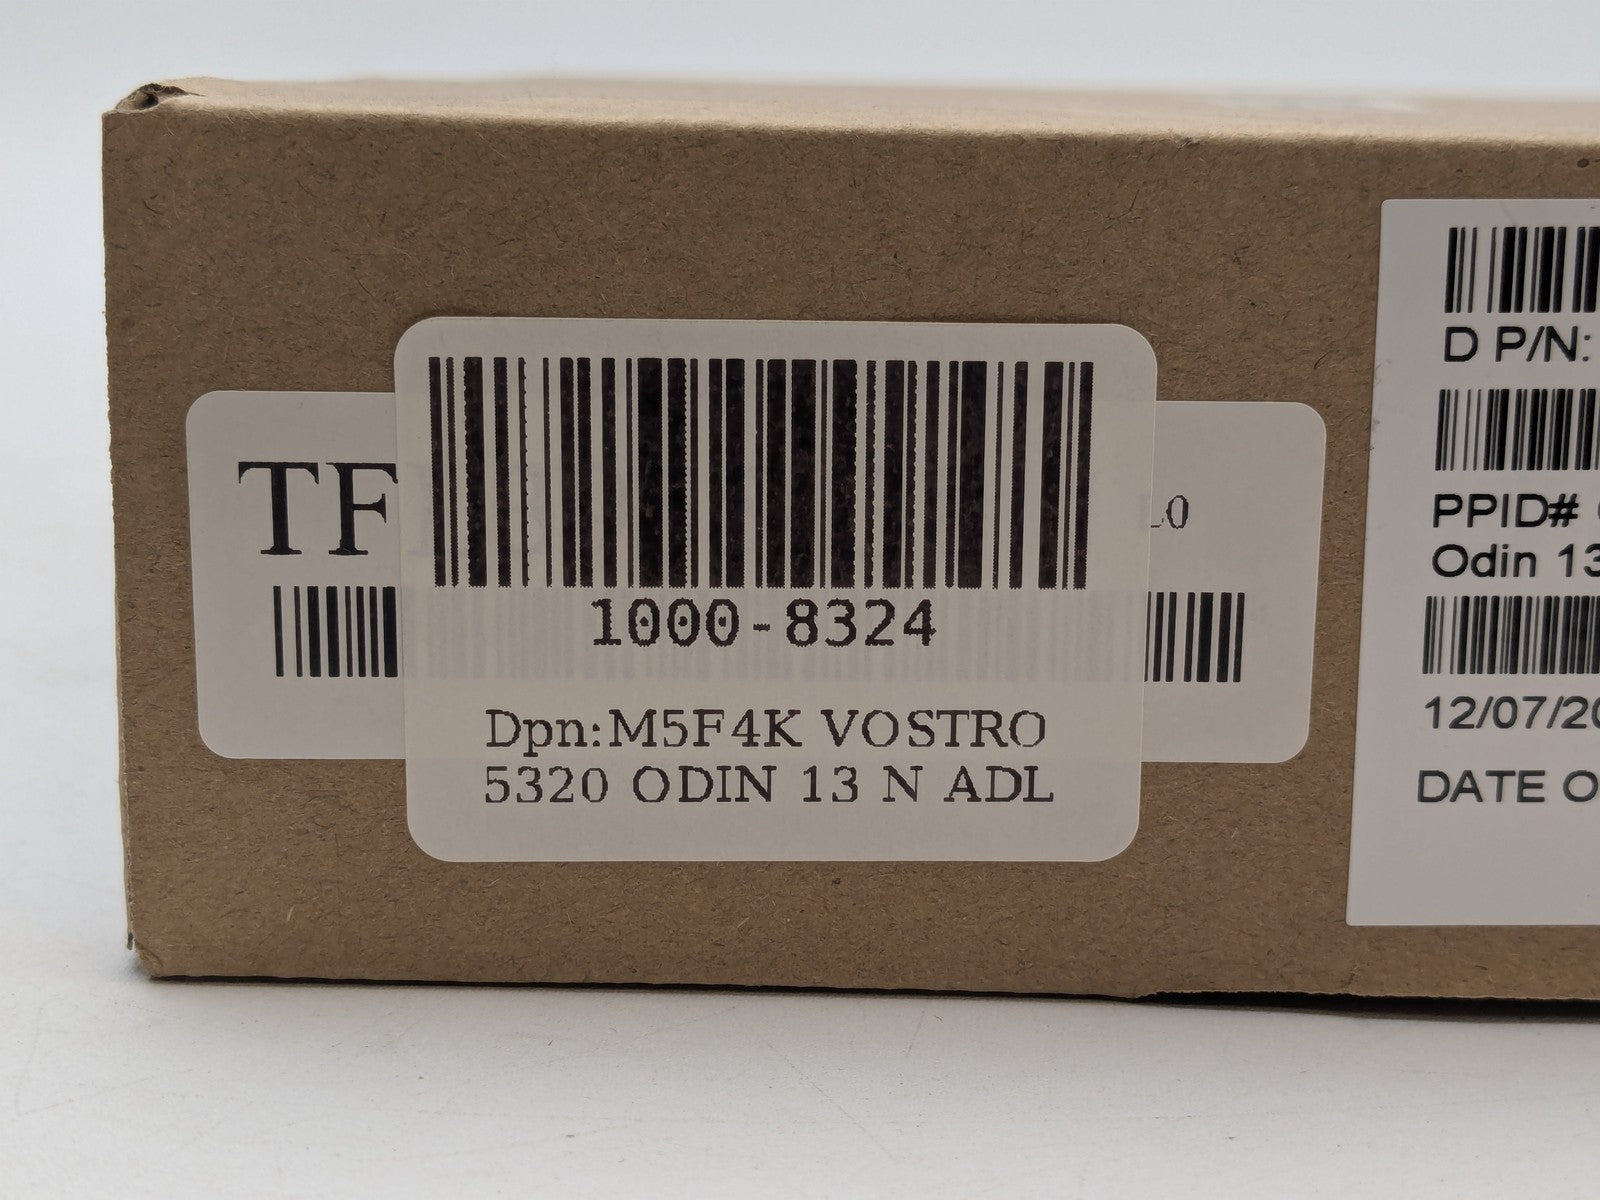 TF
L0
1000-8324
Dpn:M5F4K VOSTRO
5320 ODIN 13 N ADL
D P/N:
PPID#
Odin 13
12/07/20
DATE O